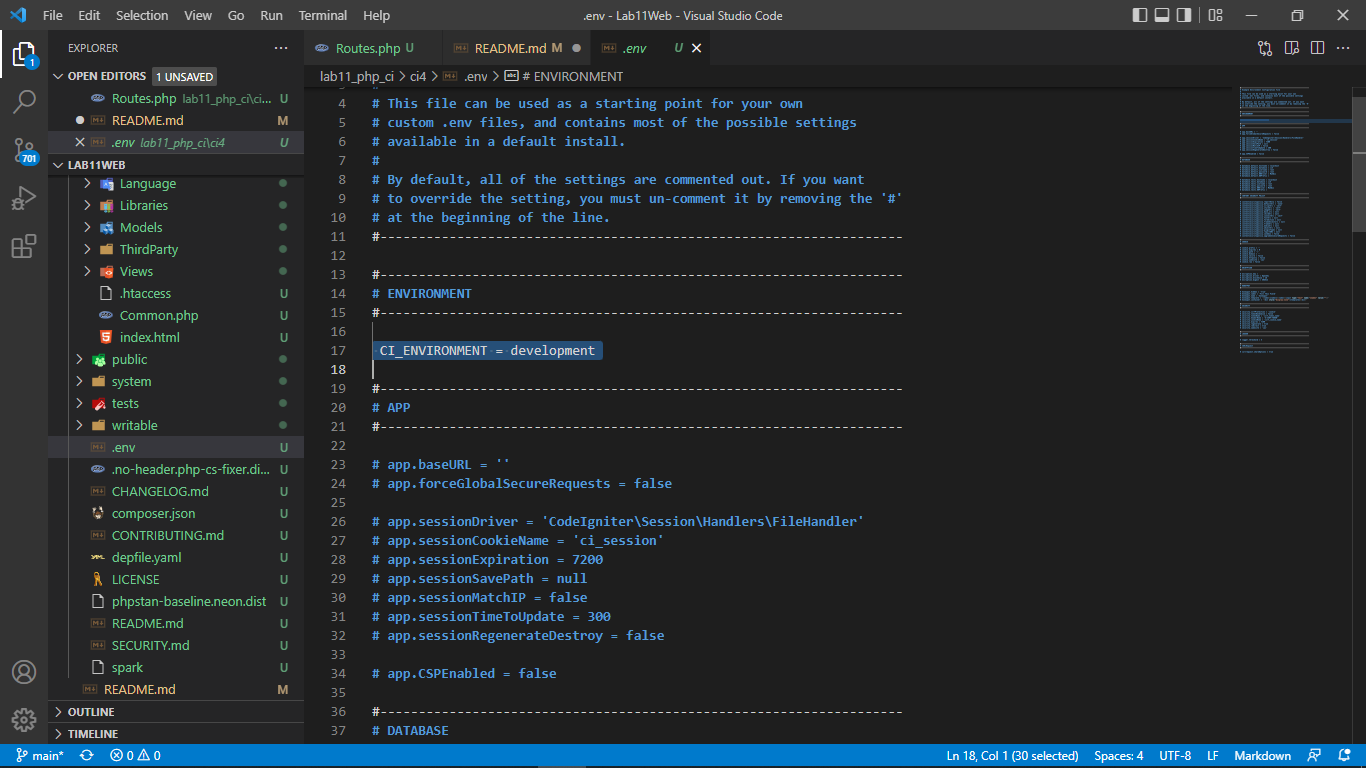 File Edit Selection View Go Run Terminal Help .env - Lab11Web - Visual Studio Code
EXPLORER
OPEN EDITORS 1 UNSAVED
Routes.php lab11_php_ci\ci... U
README.md M
.env lab11_php_ci\ci4 U
LAB11WEB
Language
Libraries
Models
ThirdParty
Views
.htaccess U
Common.php U
index.html U
public
system
tests
writable
.env U
.no-header.php-cs-fixer.di... U
CHANGELOG.md U
composer.json U
CONTRIBUTING.md U
depfile.yaml U
LICENSE U
phpstan-baseline.neon.dist U
README.md U
SECURITY.md U
spark U
README.md M
OUTLINE
TIMELINE
1
701
Routes.php U README.md M .env U
lab11_php_ci > ci4 > .env > # ENVIRONMENT
4 # This file can be used as a starting point for your own
5 # custom .env files, and contains most of the possible settings
6 # available in a default install.
7 #
8 # By default, all of the settings are commented out. If you want
9 # to override the setting, you must un-comment it by removing the '#'
10 # at the beginning of the line.
11 #--------------------------------------------------------------------
12
13 #--------------------------------------------------------------------
14 # ENVIRONMENT
15 #--------------------------------------------------------------------
16
17 CI_ENVIRONMENT = development
18
19 #--------------------------------------------------------------------
20 # APP
21 #--------------------------------------------------------------------
22
23 # app.baseURL = ''
24 # app.forceGlobalSecureRequests = false
25
26 # app.sessionDriver = 'CodeIgniter\Session\Handlers\FileHandler'
27 # app.sessionCookieName = 'ci_session'
28 # app.sessionExpiration = 7200
29 # app.sessionSavePath = null
30 # app.sessionMatchIP = false
31 # app.sessionTimeToUpdate = 300
32 # app.sessionRegenerateDestroy = false
33
34 # app.CSPEnabled = false
35
36 #--------------------------------------------------------------------
37 # DATABASE
main* 0 0 Ln 18, Col 1 (30 selected) Spaces: 4 UTF-8 LF Markdown